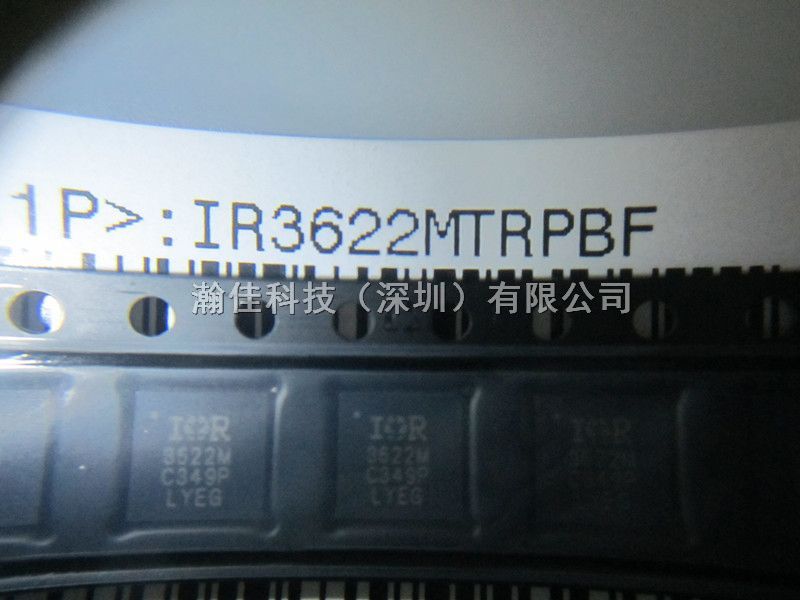 1P>:IR3622MTRPBF
瀚佳科技（深圳）有限公司
IOR IOR IOR
3622M 3622M
C349P C349P
LYEG LYEG